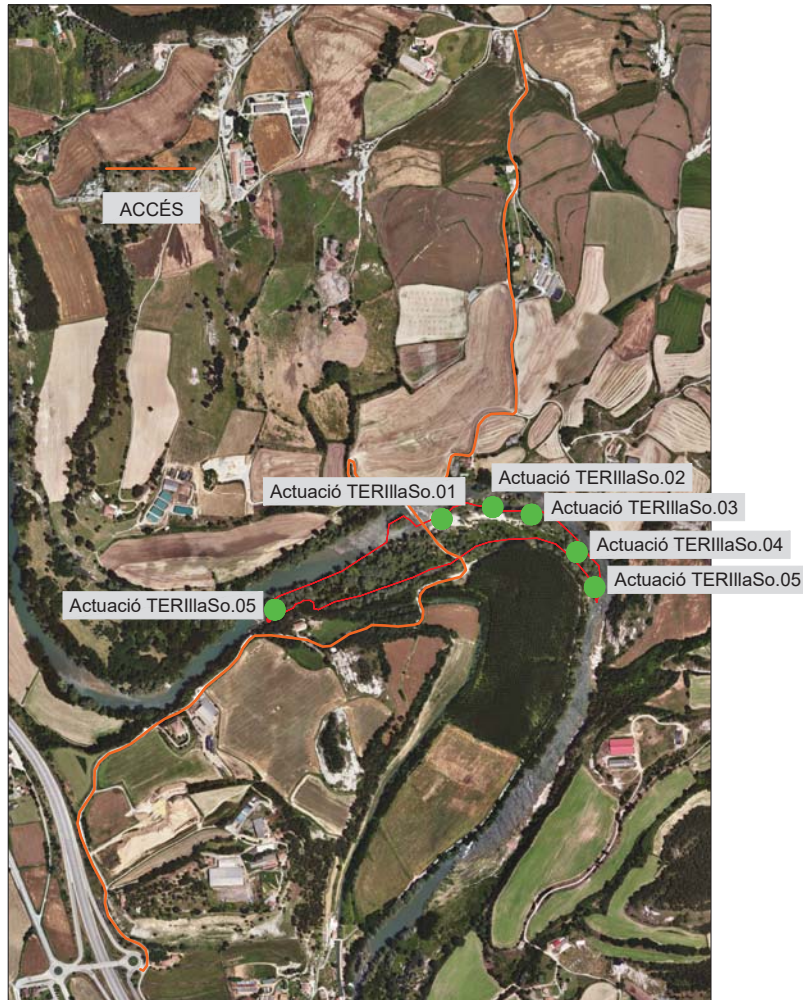 ACCÉS
Actuació TERIllaSo.02
Actuació TERIllaSo.01
Actuació TERIllaSo.03
Actuació TERIllaSo.04
Actuació TERIllaSo.05
Actuació TERIllaSo.05